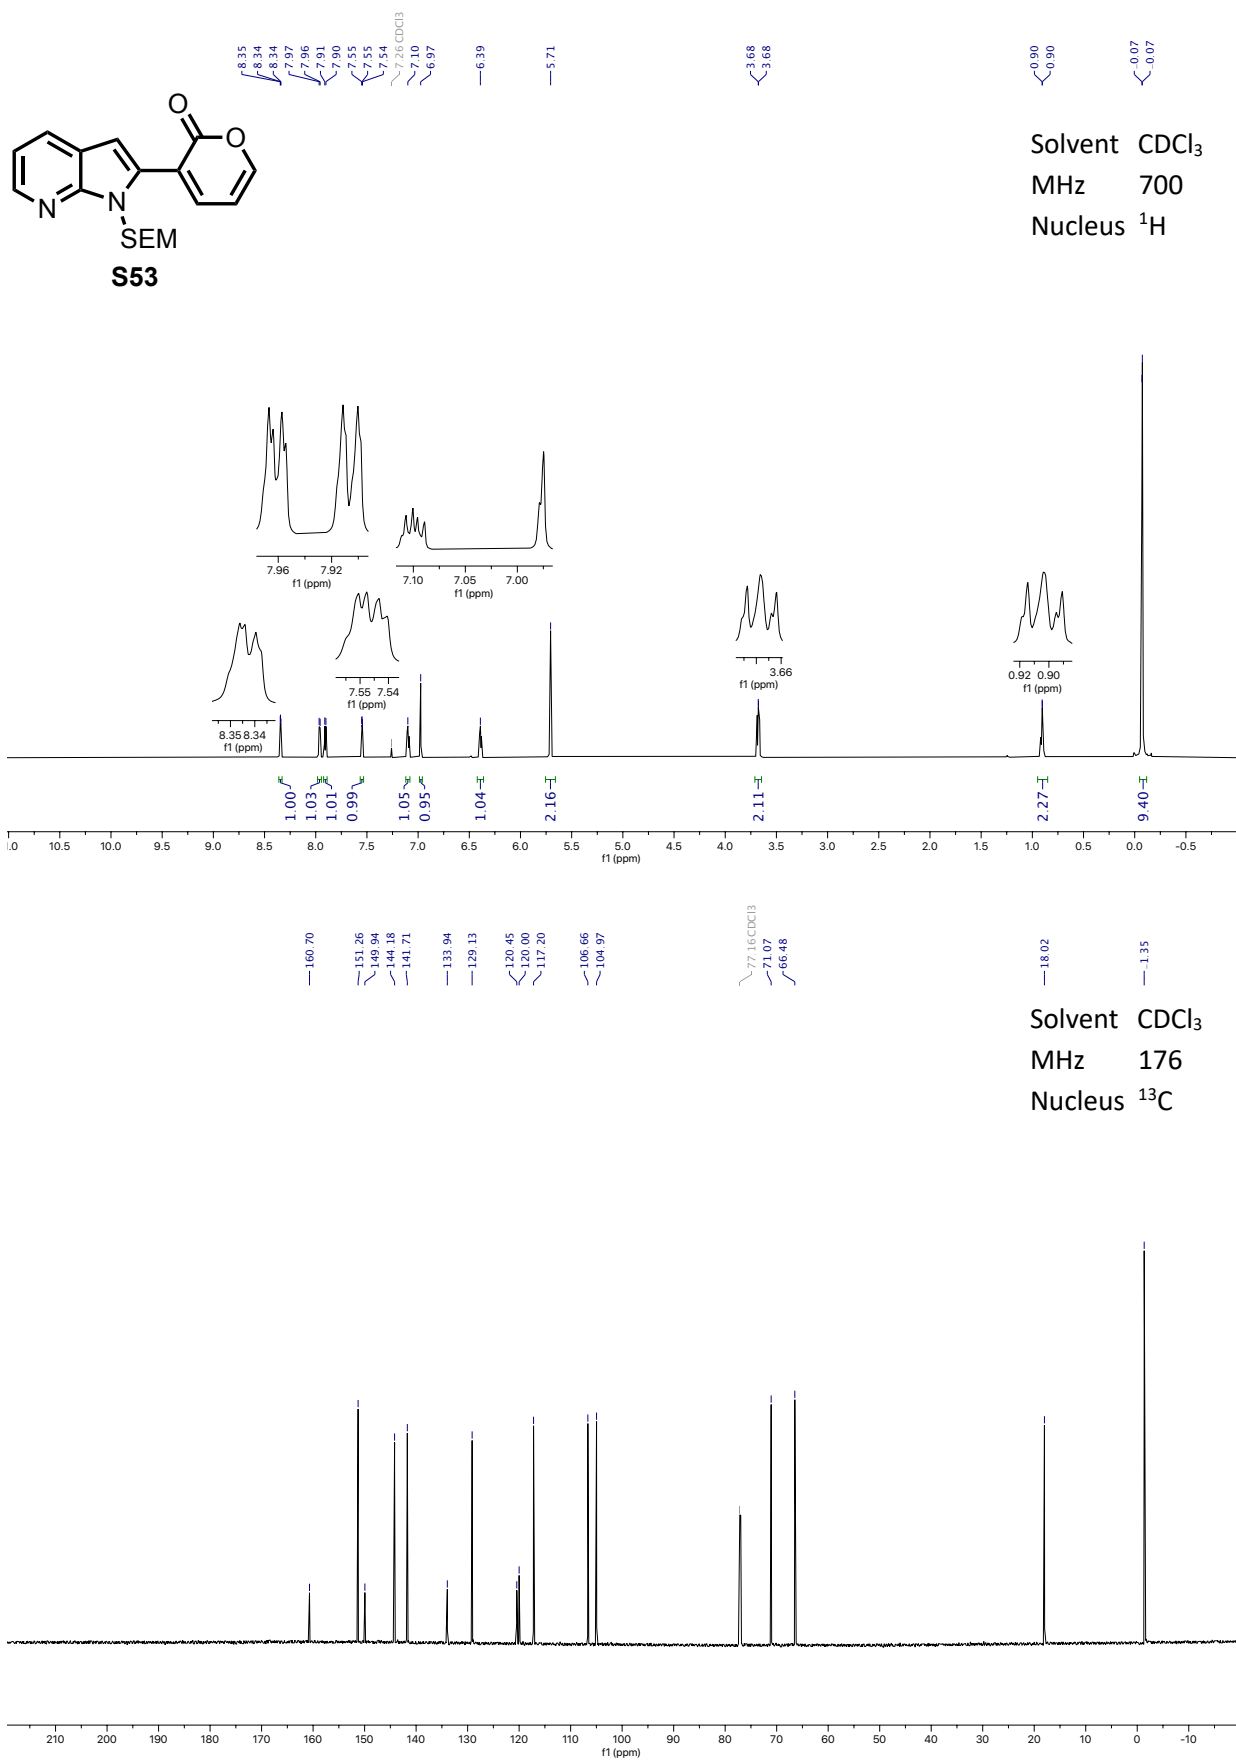 8.35
8.34
8.34
7.97
7.96
7.91
7.90
7.55
7.55
7.54
7.26 CDCl3
7.10
6.97
6.39
5.71
3.68
3.68
0.90
0.90
-0.07
-0.07
O
O
N
N
SEM
S53
Solvent CDCl₃
MHz 700
Nucleus ¹H
7.96 7.92
f1 (ppm)
7.10 7.05 7.00
f1 (ppm)
8.35 8.34
f1 (ppm)
7.55 7.54
f1 (ppm)
3.66
f1 (ppm)
0.92 0.90
f1 (ppm)
1.00
1.03
1.01
0.99
1.05
0.95
1.04
2.16
2.11
2.27
9.40
1.0 10.5 10.0 9.5 9.0 8.5 8.0 7.5 7.0 6.5 6.0 5.5 5.0 4.5 4.0 3.5 3.0 2.5 2.0 1.5 1.0 0.5 0.0 -0.5
f1 (ppm)
160.70
151.26
149.94
144.18
141.71
133.94
129.13
120.45
120.00
117.20
106.66
104.97
77.16 CDCl3
71.07
66.48
18.02
-1.35
Solvent CDCl₃
MHz 176
Nucleus ¹³C
210 200 190 180 170 160 150 140 130 120 110 100 90 80 70 60 50 40 30 20 10 0 -10
f1 (ppm)